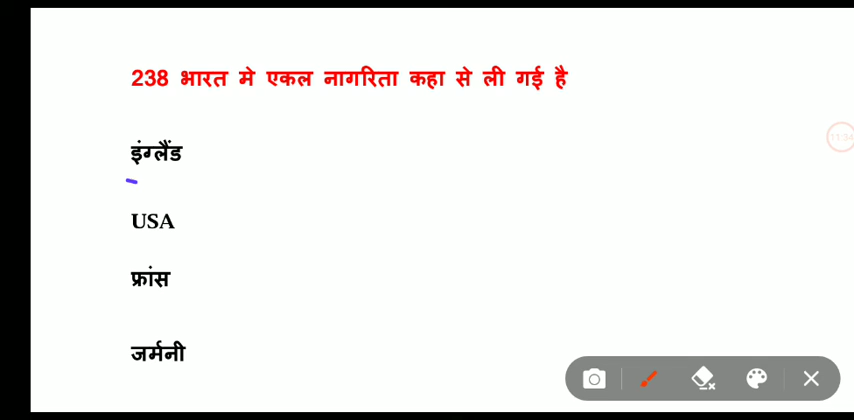 238 भारत मे एकल नागरिता कहा से ली गई है
इंग्लैंड
USA
फ्रांस
जर्मनी